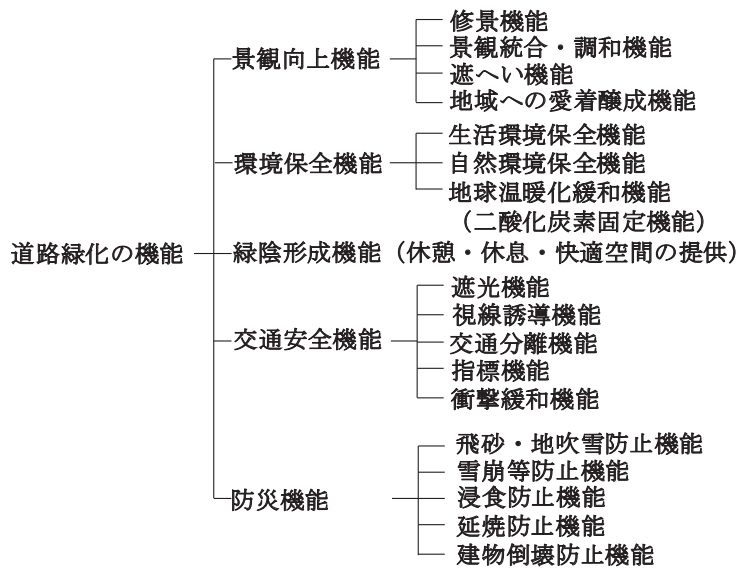 道路緑化の機能
景観向上機能
修景機能
景観統合・調和機能
遮へい機能
地域への愛着醸成機能
環境保全機能
生活環境保全機能
自然環境保全機能
地球温暖化緩和機能
（二酸化炭素固定機能）
緑陰形成機能（休憩・休息・快適空間の提供）
交通安全機能
遮光機能
視線誘導機能
交通分離機能
指標機能
衝撃緩和機能
防災機能
飛砂・地吹雪防止機能
雪崩等防止機能
浸食防止機能
延焼防止機能
建物倒壊防止機能